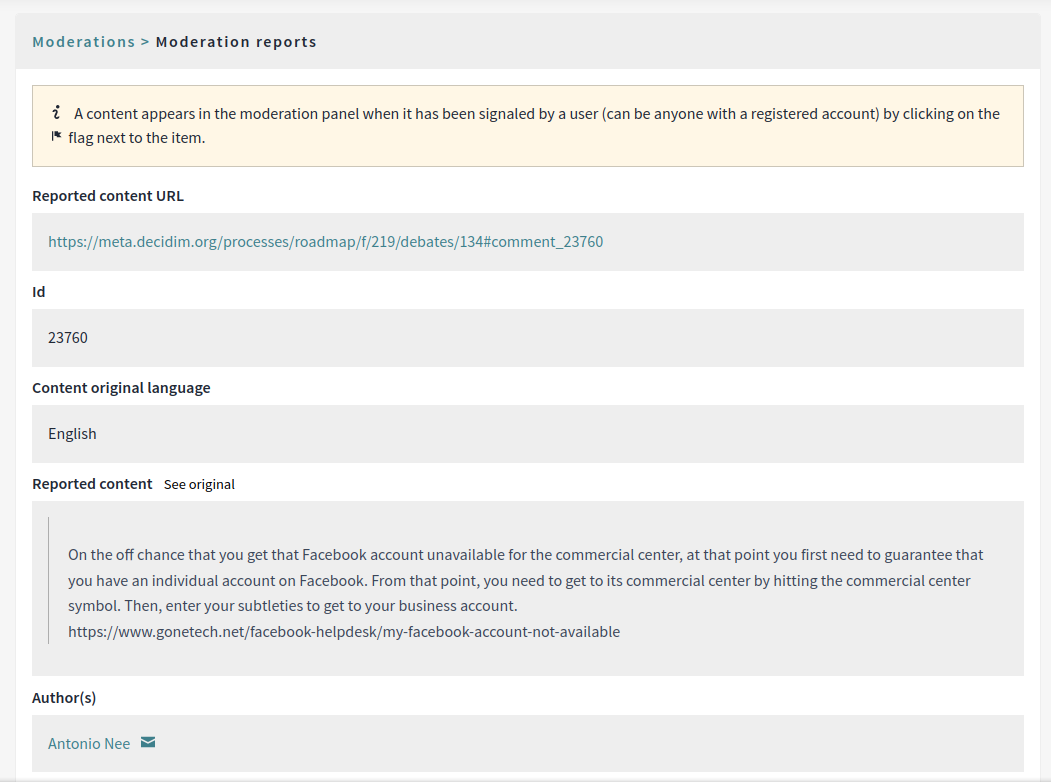 Moderations > Moderation reports
A content appears in the moderation panel when it has been signaled by a user (can be anyone with a registered account) by clicking on the
flag next to the item.
Reported content URL
https://meta.decidim.org/processes/roadmap/f/219/debates/134#comment_23760
Id
23760
Content original language
English
Reported content See original
On the off chance that you get that Facebook account unavailable for the commercial center, at that point you first need to guarantee that
you have an individual account on Facebook. From that point, you need to get to its commercial center by hitting the commercial center
symbol. Then, enter your subtleties to get to your business account.
https://www.gonetech.net/facebook-helpdesk/my-facebook-account-not-available
Author(s)
Antonio Nee